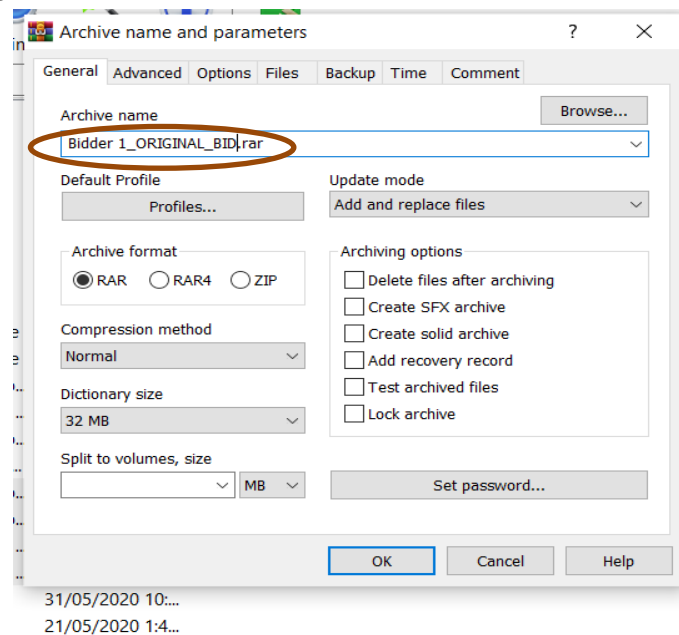 in
Archive name and parameters ?
General Advanced Options Files Backup Time Comment
Archive name
Browse...
Bidder 1_ORIGINAL_BID.rar
Default Profile
Update mode
Profiles...
Add and replace files
Archive format
RAR RAR4 ZIP
Archiving options
Delete files after archiving
Create SFX archive
Create solid archive
Add recovery record
Test archived files
Lock archive
Compression method
Normal
Dictionary size
32 MB
Split to volumes, size
MB
Set password...
OK Cancel Help
31/05/2020 10:...
21/05/2020 1:4...